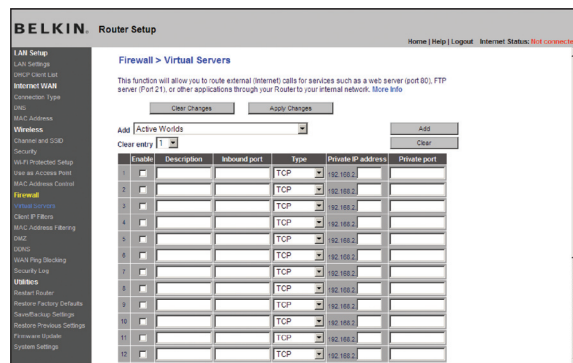 BELKIN. Router Setup
Home | Help | Logout Internet Status: Not connected
LAN Setup
LAN Settings
DHCP Client List
Internet WAN
Connection Type
DNS
MAC Address
Wireless
Channel and SSID
Security
Wi-Fi Protected Setup
Use as Access Point
MAC Address Control
Firewall
Virtual Servers
Client IP Filters
MAC Address Filtering
DMZ
DDNS
WAN Ping Blocking
Security Log
Utilities
Restart Router
Restore Factory Defaults
Save/Backup Settings
Restore Previous Settings
Firmware Update
System Settings
Firewall > Virtual Servers
This function will allow you to route external (Internet) calls for services such as a web server (port 80), FTP
server (Port 21), or other applications through your Router to your internal network. More Info
Clear Changes Apply Changes
Add Active Worlds Add
Clear entry 1 Clear
Enable Description Inbound port Type Private IP address Private port
1 TCP 192.168.2.
2 TCP 192.168.2.
3 TCP 192.168.2.
4 TCP 192.168.2.
5 TCP 192.168.2.
6 TCP 192.168.2.
7 TCP 192.168.2.
8 TCP 192.168.2.
9 TCP 192.168.2.
10 TCP 192.168.2.
11 TCP 192.168.2.
12 TCP 192.168.2.